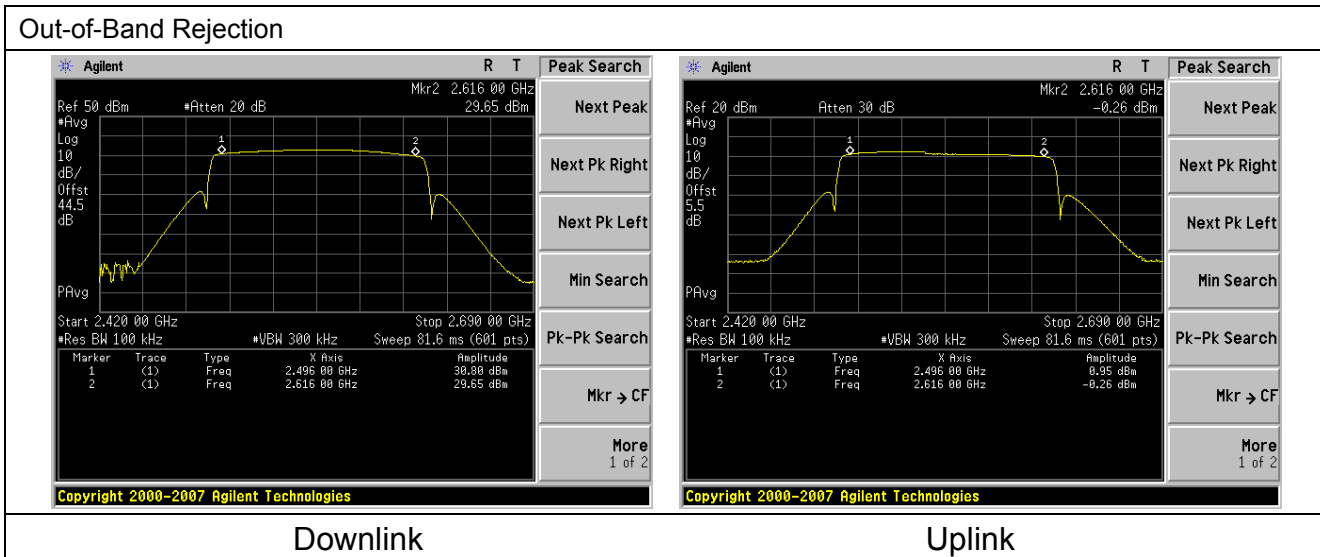 Out-of-Band Rejection
Agilent R T
Mkr2 2.616 00 GHz
Ref 50 dBm #Atten 20 dB 29.65 dBm
#Avg
Log
10
dB/
Offst
44.5
dB
PAvg
1
2
Start 2.420 00 GHz Stop 2.690 00 GHz
#Res BW 100 kHz #VBW 300 kHz Sweep 81.6 ms (601 pts)
Marker Trace Type X Axis Amplitude
1 (1) Freq 2.496 00 GHz 30.80 dBm
2 (1) Freq 2.616 00 GHz 29.65 dBm
Copyright 2000-2007 Agilent Technologies
Peak Search
Next Peak
Next Pk Right
Next Pk Left
Min Search
Pk-Pk Search
Mkr → CF
More
1 of 2
Agilent R T
Mkr2 2.616 00 GHz
Ref 20 dBm Atten 30 dB -0.26 dBm
#Avg
Log
10
dB/
Offst
5.5
dB
PAvg
1
2
Start 2.420 00 GHz Stop 2.690 00 GHz
#Res BW 100 kHz #VBW 300 kHz Sweep 81.6 ms (601 pts)
Marker Trace Type X Axis Amplitude
1 (1) Freq 2.496 00 GHz 0.95 dBm
2 (1) Freq 2.616 00 GHz -0.26 dBm
Copyright 2000-2007 Agilent Technologies
Peak Search
Next Peak
Next Pk Right
Next Pk Left
Min Search
Pk-Pk Search
Mkr → CF
More
1 of 2
Downlink
Uplink